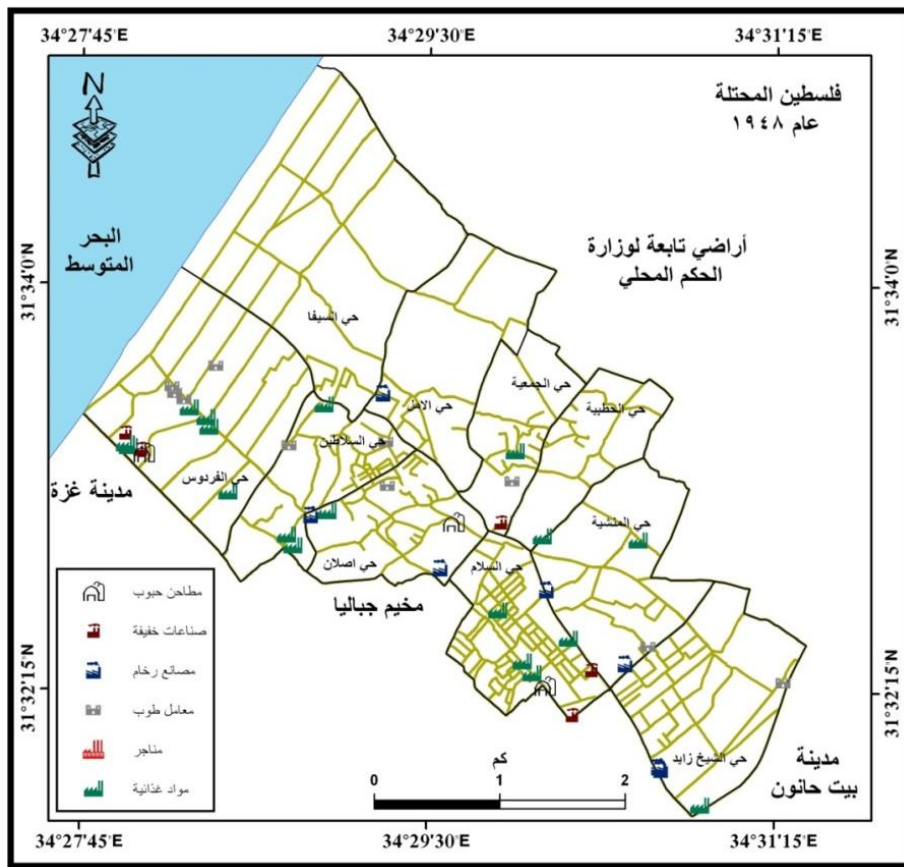 34°27'45"E
34°29'30"E
31°15'34"E
N
فلسطين المحتلة
عام ١٩٤٨
البحر
المتوسط
أراضي تابعة لوزارة
الحكم المحلي
31°34'0"N
31°34'0"N
حي السيفا
حي الجمعية
حي الامل
حي الحطبية
حي السلاطين
حي الفردوس
مدينة غزة
حي المنشية
حي السلام
حي اصلان
مخيم جباليا
مطاحن حبوب
صناعات خفيفة
مصانع رخام
معامل طوب
مناجر
مواد غذائية
31°32'15"N
31°32'15"N
حي الشيخ زايد
مدينة
بيت حانون
كم
0
1
2
34°27'45"E
34°29'30"E
34°31'15"E